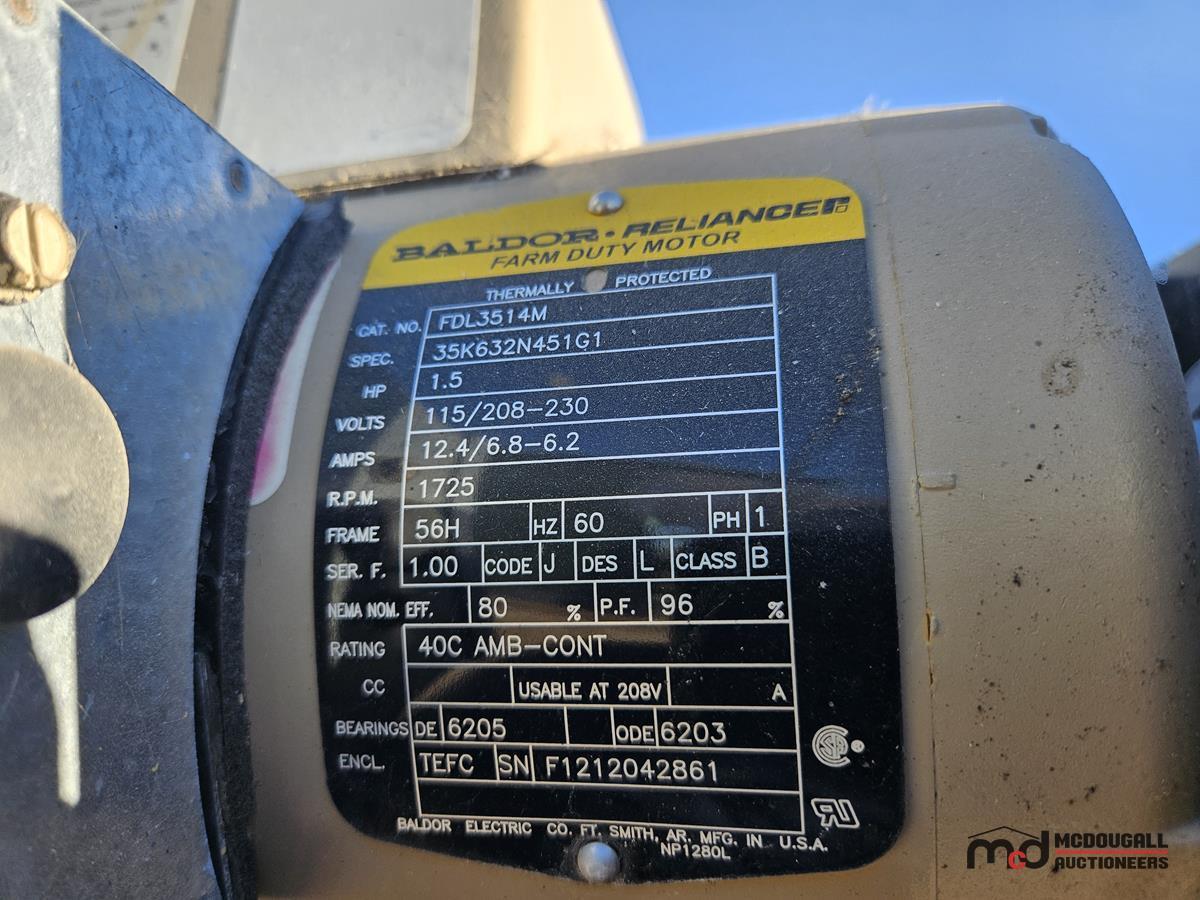 BALDOR • RELIANCER
FARM DUTY MOTOR
THERMALLY PROTECTED
CAT. NO. FDL3514M
SPEC. 35K632N451G1
HP 1.5
VOLTS 115/208-230
AMPS 12.4/6.8-6.2
R.P.M. 1725
FRAME 56H HZ 60 PH 1
SER. F. 1.00 CODE J DES L CLASS B
NEMA NOM. EFF. 80 % P.F. 96 %
RATING 40C AMB-CONT
CC USABLE AT 208V A
BEARINGS DE 6205 ODE 6203
ENCL. TEFC SN F1212042861
BALDOR ELECTRIC CO. FT. SMITH, AR. MFG. IN U.S.A.
NP1280L
mcd MCDOUGALL
AUCTIONEERS